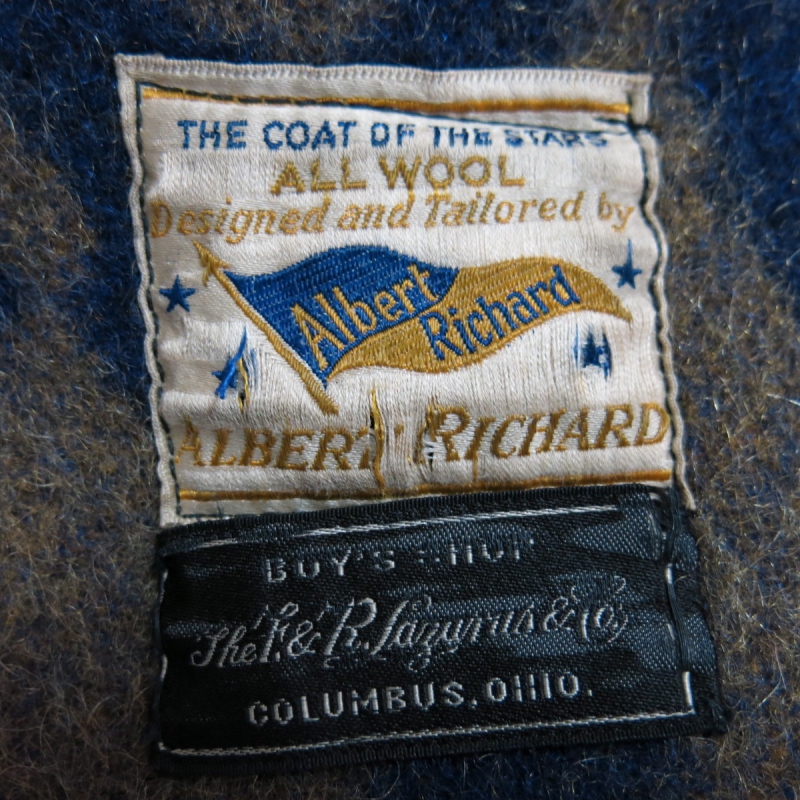 THE COAT OF THE STARS
ALL WOOL
Designed and Tailored by
Albert
Richard
ALBERT RICHARD
BOY'S SHOP
The F. & R. Lazarus & Co.
COLUMBUS, OHIO.